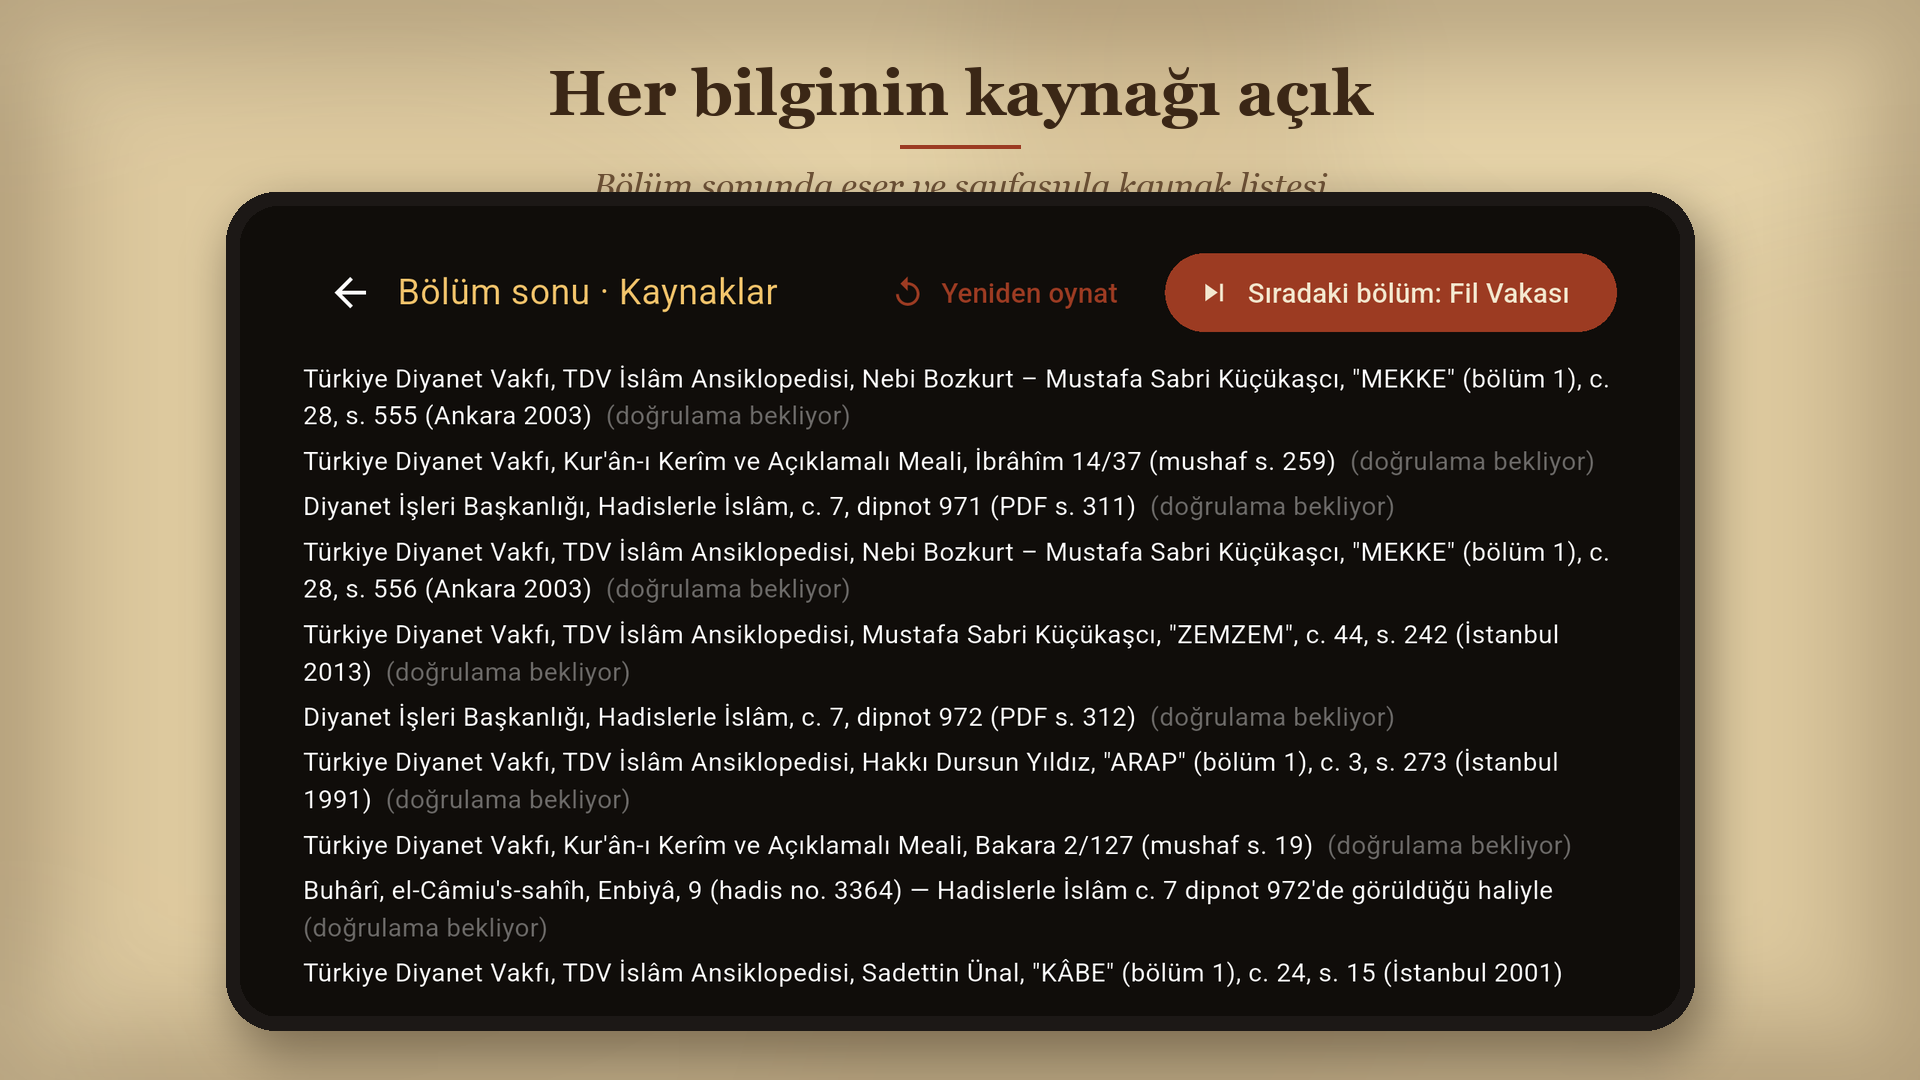 Her bilginin kaynağı açık
Bölüm sonunda eser ve sayfasıyla kaynak listesi
Bölüm sonu · Kaynaklar
Yeniden oynat
Sıradaki bölüm: Fil Vakası
Türkiye Diyanet Vakfı, TDV İslâm Ansiklopedisi, Nebi Bozkurt – Mustafa Sabri Küçükaşcı, "MEKKE" (bölüm 1), c.
28, s. 555 (Ankara 2003) (doğrulama bekliyor)
Türkiye Diyanet Vakfı, Kur'ân-ı Kerîm ve Açıklamalı Meali, İbrâhîm 14/37 (mushaf s. 259) (doğrulama bekliyor)
Diyanet İşleri Başkanlığı, Hadislerle İslâm, c. 7, dipnot 971 (PDF s. 311) (doğrulama bekliyor)
Türkiye Diyanet Vakfı, TDV İslâm Ansiklopedisi, Nebi Bozkurt – Mustafa Sabri Küçükaşcı, "MEKKE" (bölüm 1), c.
28, s. 556 (Ankara 2003) (doğrulama bekliyor)
Türkiye Diyanet Vakfı, TDV İslâm Ansiklopedisi, Mustafa Sabri Küçükaşcı, "ZEMZEM", c. 44, s. 242 (İstanbul
2013) (doğrulama bekliyor)
Diyanet İşleri Başkanlığı, Hadislerle İslâm, c. 7, dipnot 972 (PDF s. 312) (doğrulama bekliyor)
Türkiye Diyanet Vakfı, TDV İslâm Ansiklopedisi, Hakkı Dursun Yıldız, "ARAP" (bölüm 1), c. 3, s. 273 (İstanbul
1991) (doğrulama bekliyor)
Türkiye Diyanet Vakfı, Kur'ân-ı Kerîm ve Açıklamalı Meali, Bakara 2/127 (mushaf s. 19) (doğrulama bekliyor)
Buhârî, el-Câmiu's-sahîh, Enbiyâ, 9 (hadis no. 3364) — Hadislerle İslâm c. 7 dipnot 972'de görüldüğü haliyle
(doğrulama bekliyor)
Türkiye Diyanet Vakfı, TDV İslâm Ansiklopedisi, Sadettin Ünal, "KÂBE" (bölüm 1), c. 24, s. 15 (İstanbul 2001)